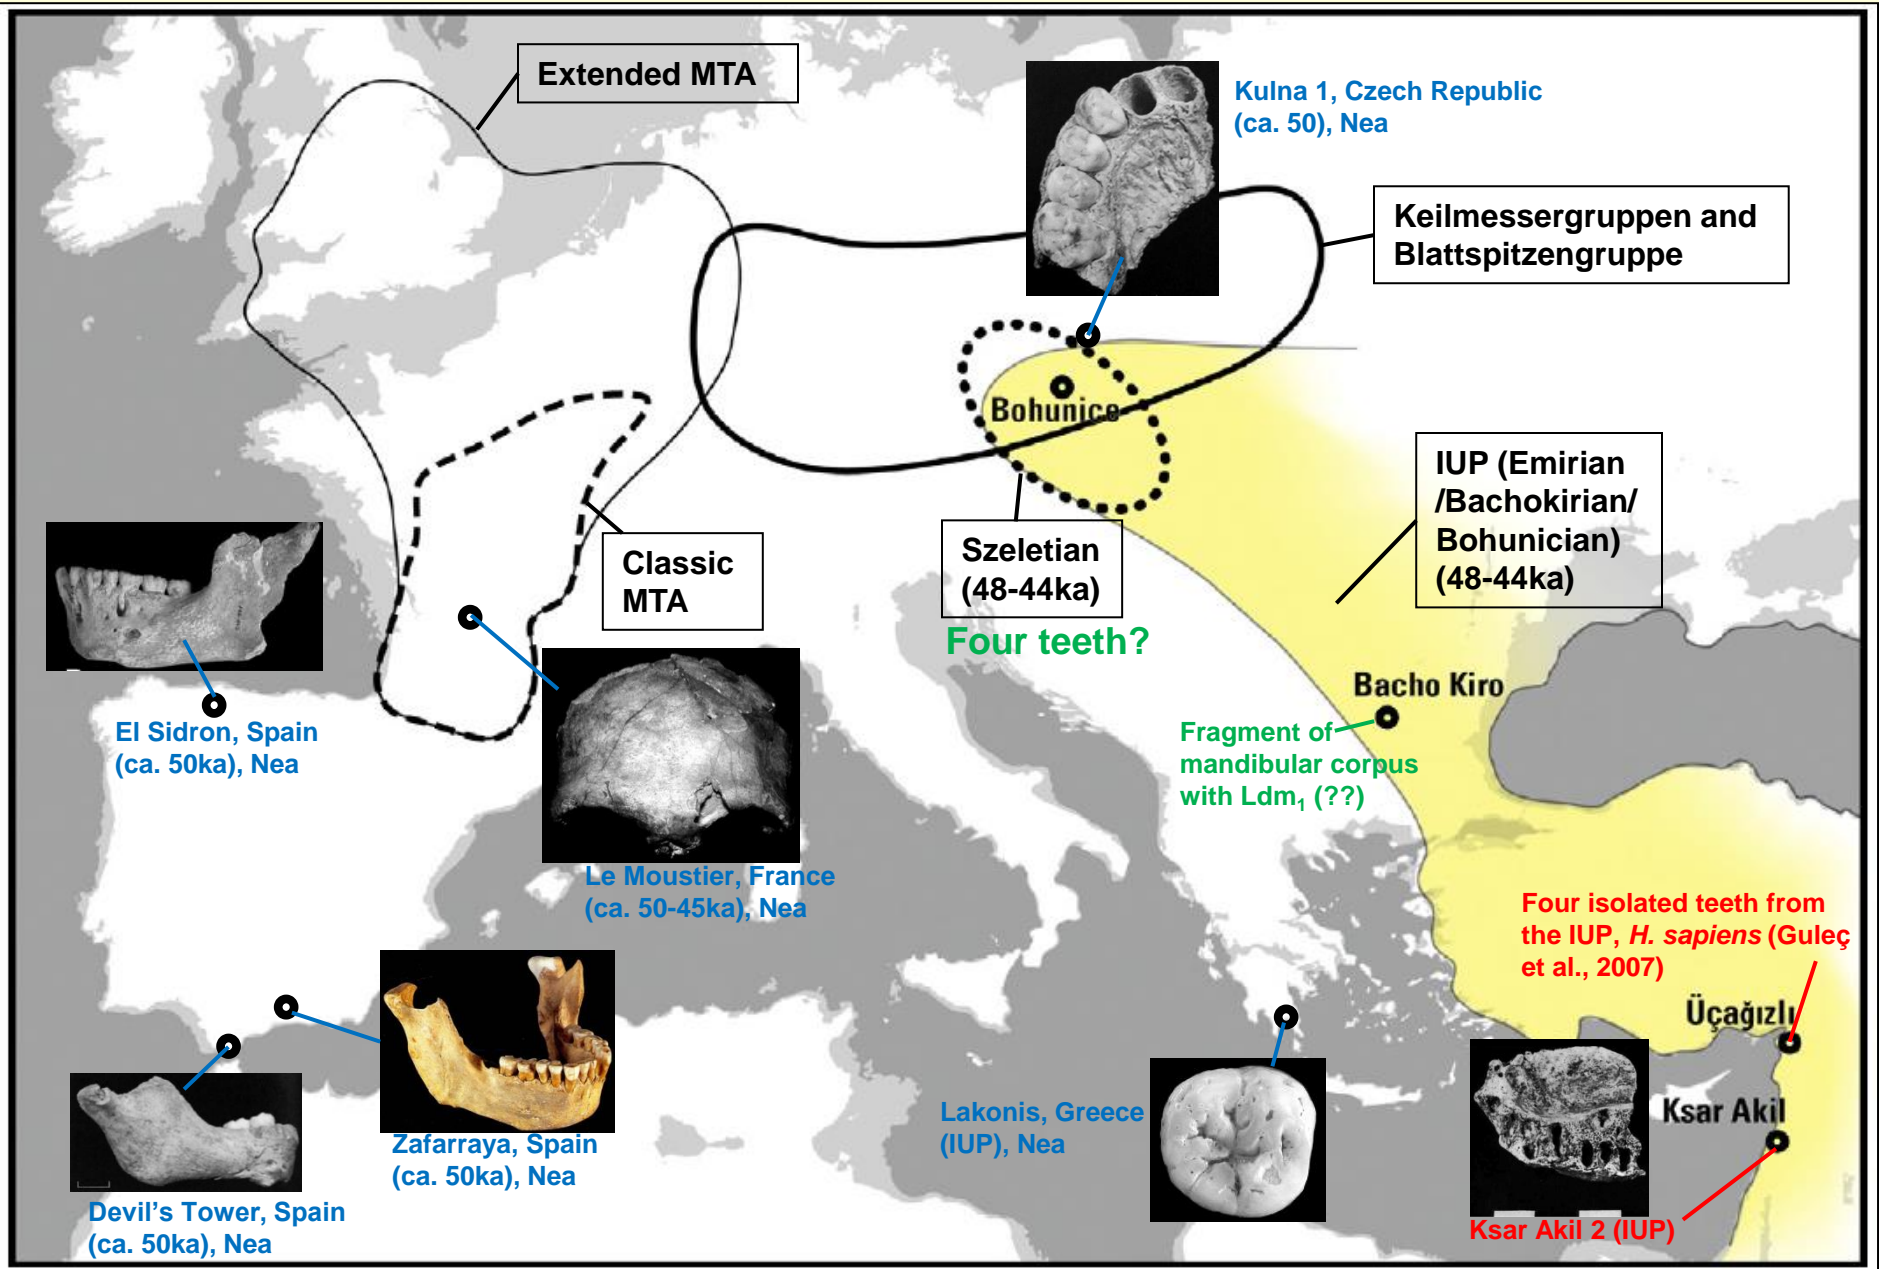 Extended MTA
Kulna 1, Czech Republic
(ca. 50), Nea
Keilmessergruppen and
Blattspitzengruppe
Bohunice
IUP (Emirian
/Bachokirian/
Bohunician)
(48-44ka)
Classic
MTA
Szeletian
(48-44ka)
Four teeth?
Bacho Kiro
Fragment of
mandibular corpus
with Ldm₁ (??)
El Sidron, Spain
(ca. 50ka), Nea
Le Moustier, France
(ca. 50-45ka), Nea
Four isolated teeth from
the IUP, H. sapiens (Guleç
et al., 2007)
Üçağızlı
Ksar Akil
Lakonis, Greece
(IUP), Nea
Zafarraya, Spain
(ca. 50ka), Nea
Devil’s Tower, Spain
(ca. 50ka), Nea
Ksar Akil 2 (IUP)